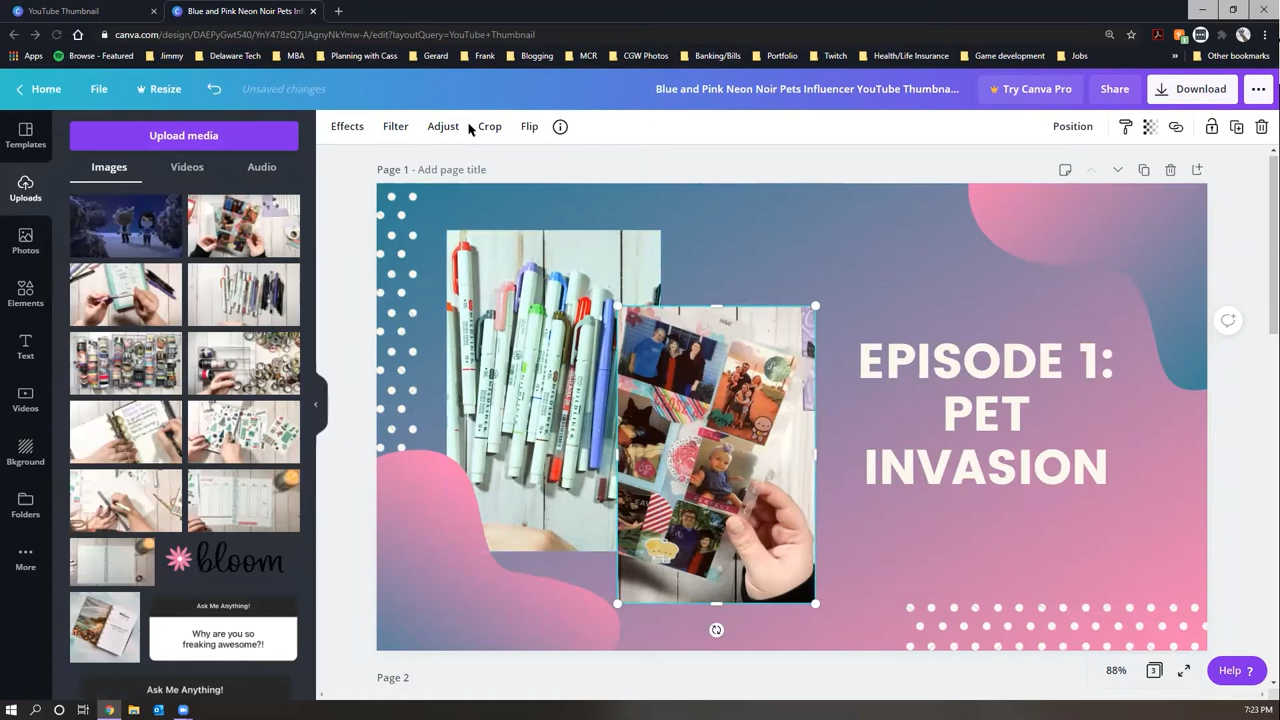 YouTube Thumbnail
Blue and Pink Neon Noir Pets In
canva.com/design/DAEPyGwt540/YnY478zQ7jJAgnyNkYmw-A/edit?layoutQuery=YouTube+Thumbnail
Apps
Browse - Featured
Jimmy
Delaware Tech
MBA
Planning with Cass
Gerard
Frank
Blogging
MCR
CGW Photos
Banking/Bills
Portfolio
Twitch
Health/Life Insurance
Game development
Jobs
Other bookmarks
Home
File
Resize
Unsaved changes
Blue and Pink Neon Noir Pets Influencer YouTube Thumbna...
Try Canva Pro
Share
Download
Templates
Uploads
Photos
Elements
Text
Videos
Bkground
Folders
More
Upload media
Images
Videos
Audio
bloom
Ask Me Anything!
Why are you so
freaking awesome?!
Ask Me Anything!
Effects
Filter
Adjust
Crop
Flip
Position
Page 1 - Add page title
EPISODE 1:
PET
INVASION
Page 2
88%
3
Help ?
7:23 PM